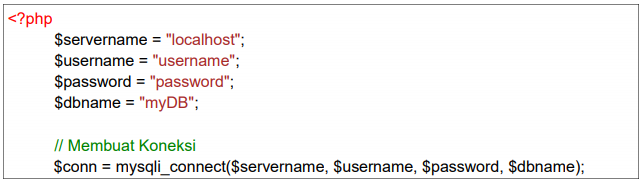 <?php
$servername = "localhost";
$username = "username";
$password = "password";
$dbname = "myDB";
// Membuat Koneksi
$conn = mysqli_connect($servername, $username, $password, $dbname);